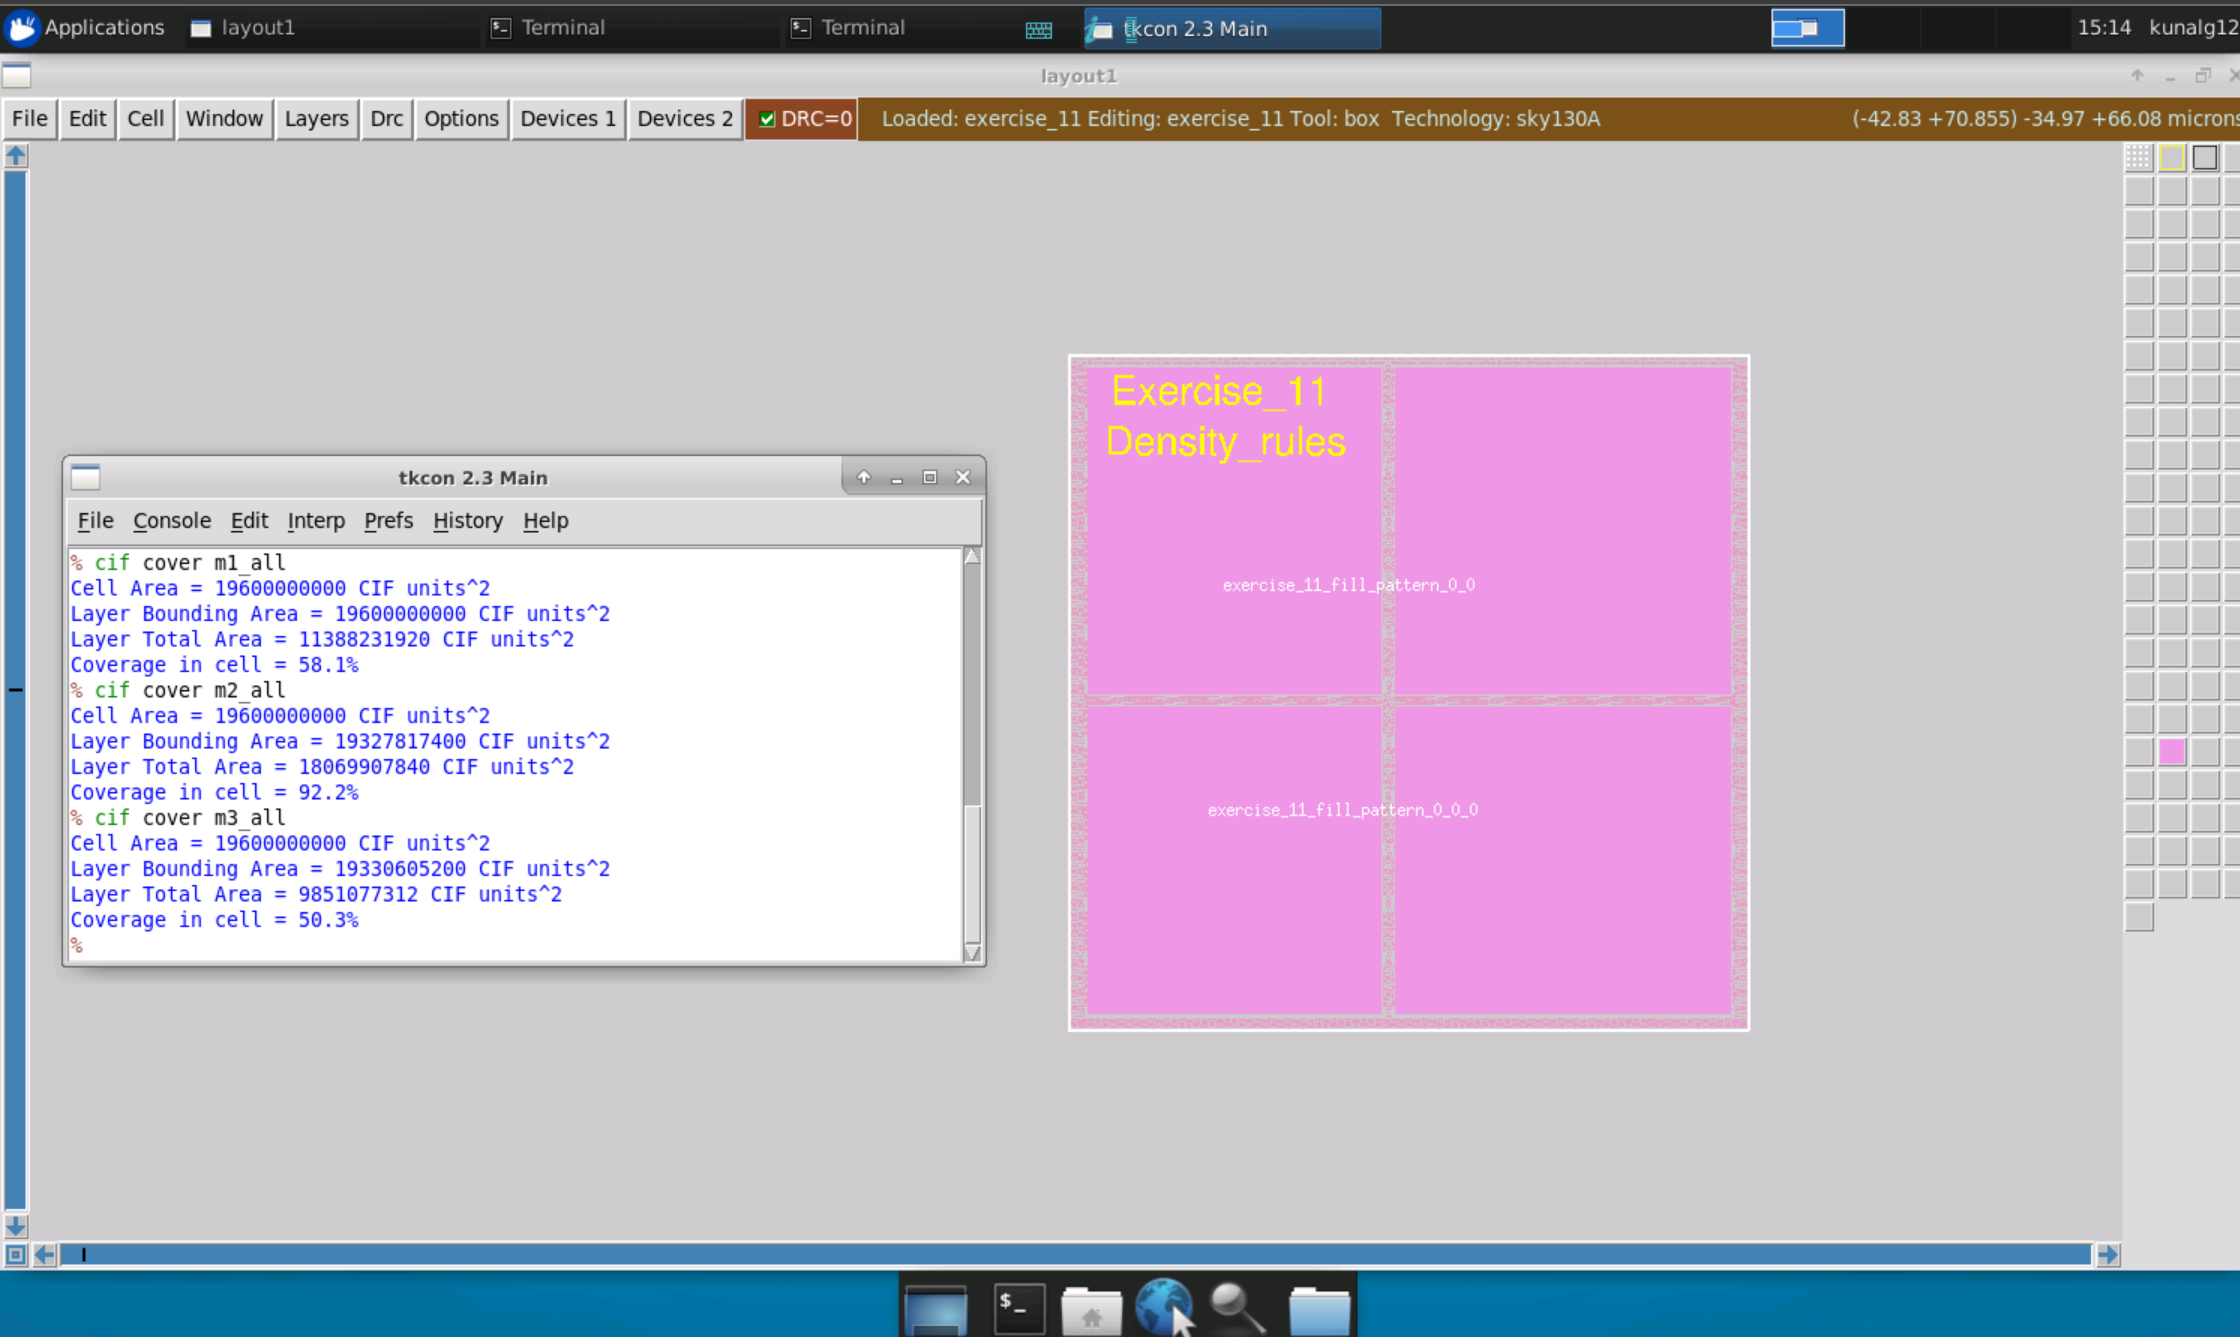 Applications layout1 Terminal Terminal tkcon 2.3 Main 15:14 kunalg12
layout1
File Edit Cell Window Layers Drc Options Devices 1 Devices 2 DRC=0 Loaded: exercise_11 Editing: exercise_11 Tool: box Technology: sky130A (-42.83 +70.855) -34.97 +66.08 microns
Exercise_11
Density_rules
exercise_11_fill_pattern_0_0
exercise_11_fill_pattern_0_0_0
tkcon 2.3 Main
File Console Edit Interp Prefs History Help
% cif cover m1_all
Cell Area = 19600000000 CIF units^2
Layer Bounding Area = 19600000000 CIF units^2
Layer Total Area = 11388231920 CIF units^2
Coverage in cell = 58.1%
% cif cover m2_all
Cell Area = 19600000000 CIF units^2
Layer Bounding Area = 19327817400 CIF units^2
Layer Total Area = 18069907840 CIF units^2
Coverage in cell = 92.2%
% cif cover m3_all
Cell Area = 19600000000 CIF units^2
Layer Bounding Area = 19330605200 CIF units^2
Layer Total Area = 9851077312 CIF units^2
Coverage in cell = 50.3%
%
$_